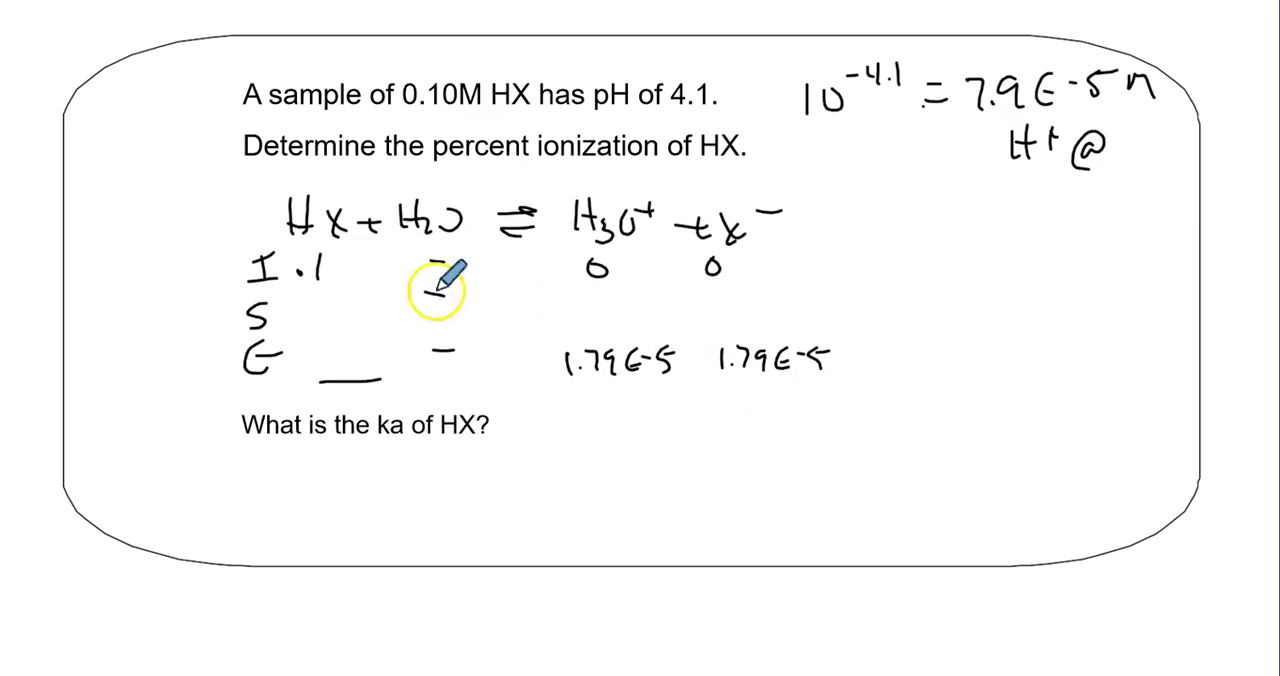 A sample of 0.10M HX has pH of 4.1.
10^-4.1 = 7.9E-5 M
Determine the percent ionization of HX.
H+ @
HX + H2O ⇌ H3O+ + X-
I .1 - 0 0
S -
E __ - 1.79E-5 1.79E-5
What is the ka of HX?